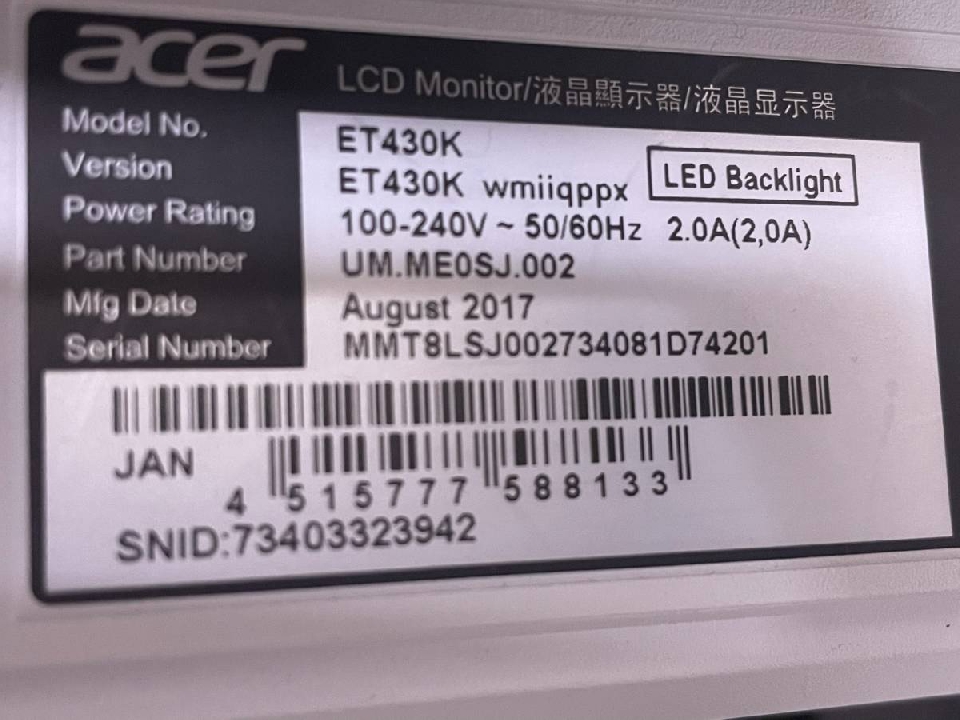 acer LCD Monitor/液晶顯示器/液晶显示器
Model No. ET430K
Version ET430K wmiiqppx LED Backlight
Power Rating 100-240V ~ 50/60Hz 2.0A(2,0A)
Part Number UM.ME0SJ.002
Mfg Date August 2017
Serial Number MMT8LSJ002734081D74201
JAN 4 515777 588133
SNID:73403323942